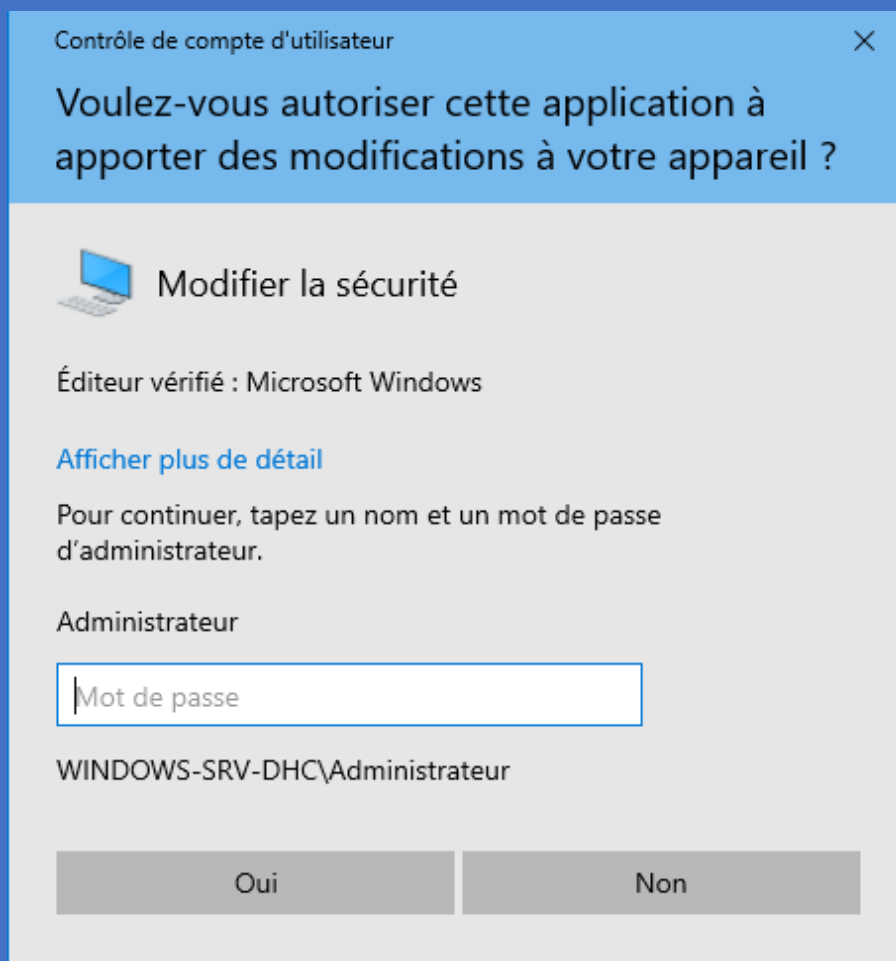 Contrôle de compte d'utilisateur
Voulez-vous autoriser cette application à
apporter des modifications à votre appareil ?
Modifier la sécurité
Éditeur vérifié : Microsoft Windows
Afficher plus de détail
Pour continuer, tapez un nom et un mot de passe
d’administrateur.
Administrateur
Mot de passe
WINDOWS-SRV-DHC\Administrateur
Oui
Non